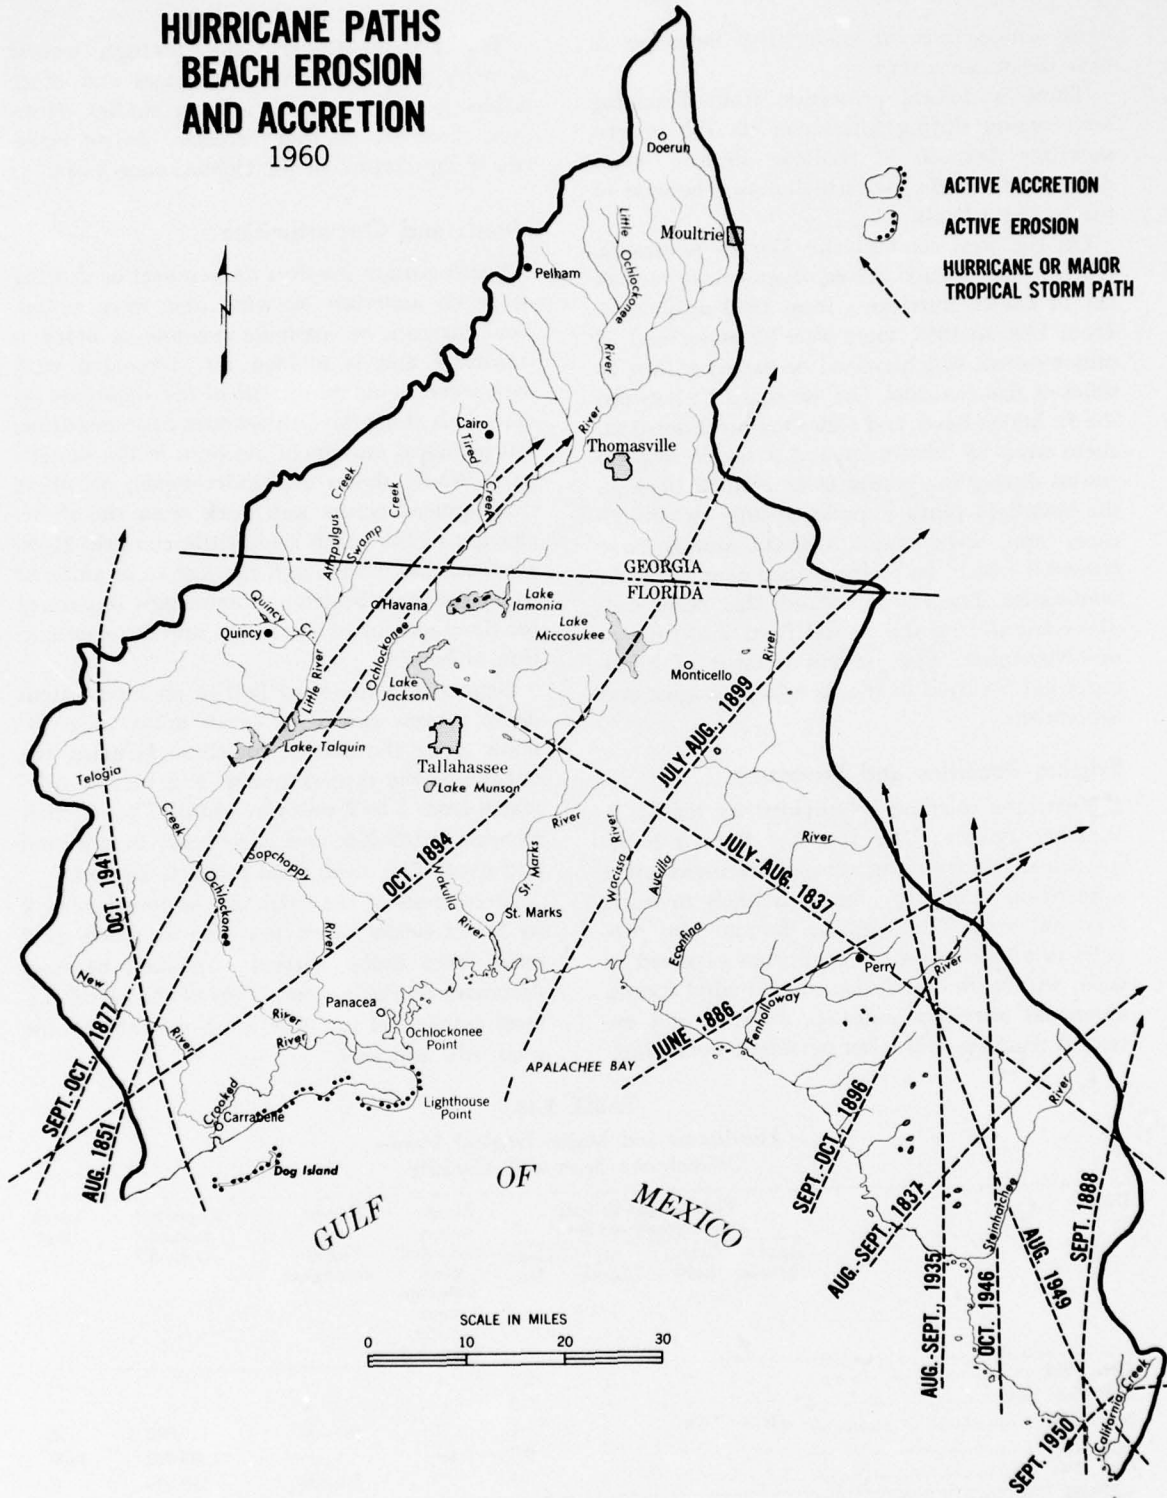 HURRICANE PATHS
BEACH EROSION
AND ACCRETION
1960
ACTIVE ACCRETION
ACTIVE EROSION
HURRICANE OR MAJOR
TROPICAL STORM PATH
N
Doerun
Moultrie
Little Ochlockonee River
Pelham
River
Cairo
Tired Creek
Thomasville
Attapulgus Creek
Swamp Creek
GEORGIA
FLORIDA
Havana
Lake
Iamonia
Lake
Miccosukee
Quincy Cr.
Quincy
Little River
Ochlockonee
Lake
Jackson
Monticello
River
Lake Talquin
Tallahassee
Lake Munson
Telogia
Creek
JULY-AUG., 1899
OCT. 1941
Ochlockonee
Sopchoppy
River
OCT. 1894
Wakulla
River
St. Marks
River
St. Marks
Wacissa River
Aucilla
River
JULY-AUG. 1837
Econfina
Perry
River
Fenholloway
New
River
Panacea
River
River
Ochlockonee
Point
APALACHEE BAY
JUNE, 1886
SEPT.-OCT., 1877
AUG. 1851
Crooked
Carrabelle
Lighthouse
Point
Dog Island
SEPT.-OCT., 1896
River
Steinhatchee
AUG.-SEPT., 1837
AUG.-SEPT., 1935
OCT. 1946
AUG. 1949
SEPT. 1888
GULF
OF
MEXICO
SCALE IN MILES
0 10 20 30
SEPT. 1950
California Creek